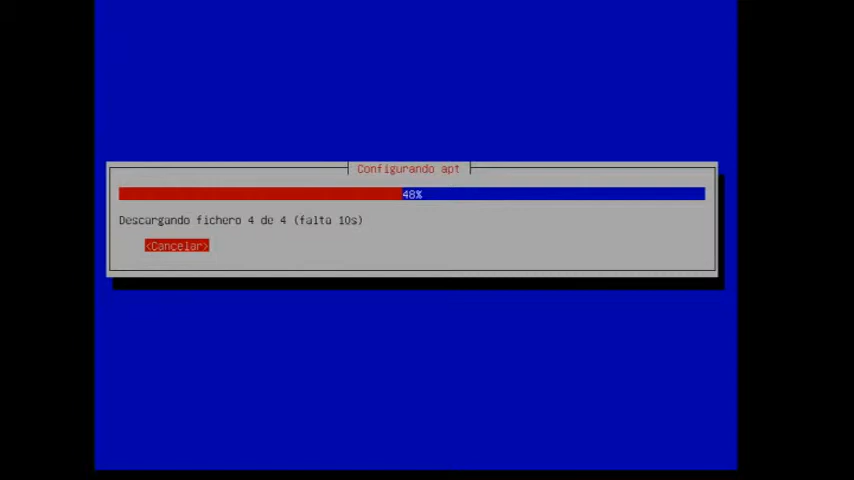 Configurando apt
48%
Descargando fichero 4 de 4 (falta 10s)
<Cancelar>